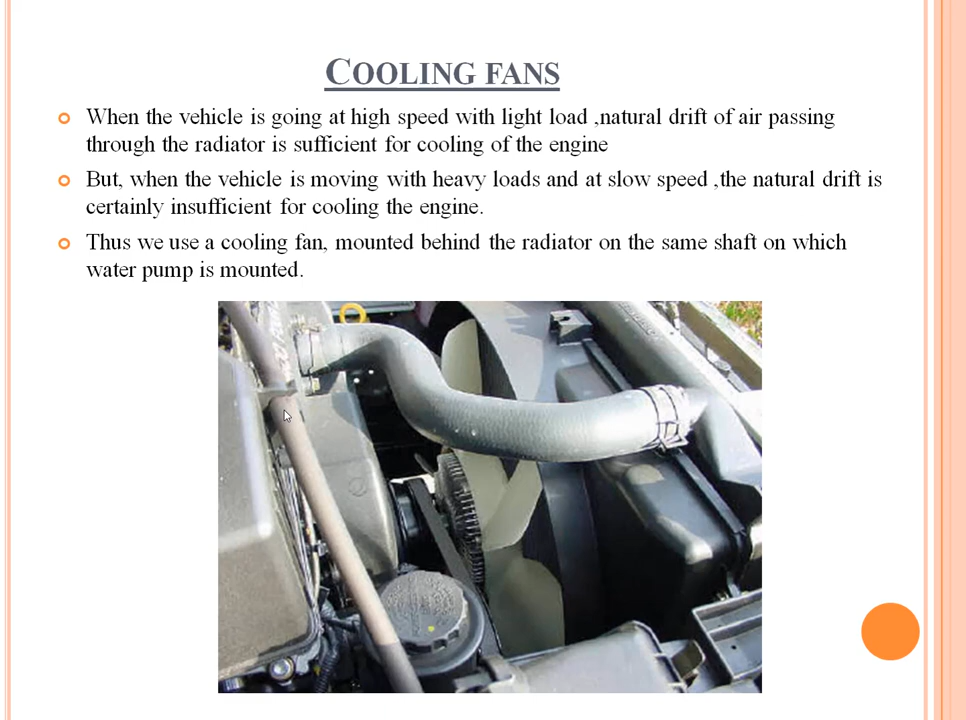 COOLING FANS
When the vehicle is going at high speed with light load ,natural drift of air passing
through the radiator is sufficient for cooling of the engine
But, when the vehicle is moving with heavy loads and at slow speed ,the natural drift is
certainly insufficient for cooling the engine.
Thus we use a cooling fan, mounted behind the radiator on the same shaft on which
water pump is mounted.